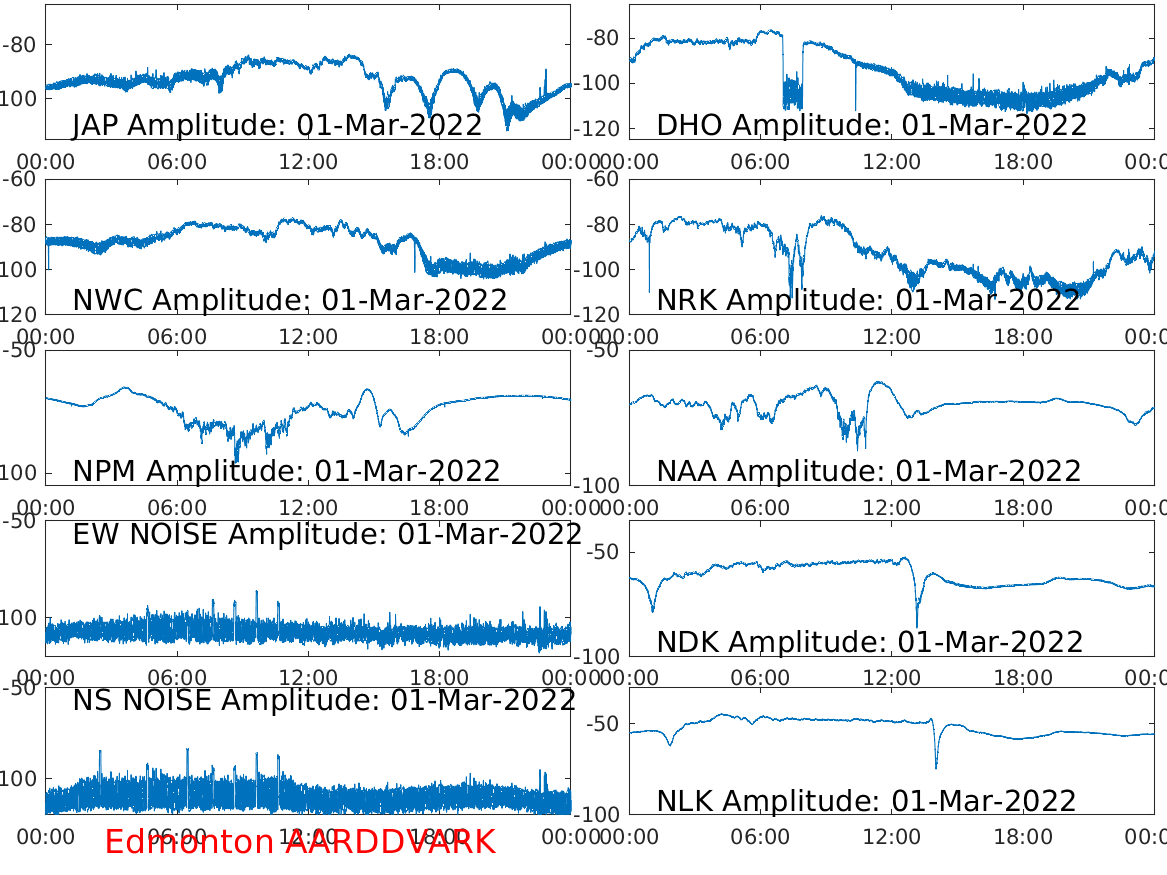 -80
100
JAP Amplitude: 01-Mar-2022
00:00 06:00 12:00 18:00 00:00
-80
-100
-120
DHO Amplitude: 01-Mar-2022
00:00 06:00 12:00 18:00 00:0
-60
-80
100
120
NWC Amplitude: 01-Mar-2022
00:00 06:00 12:00 18:00 00:00
-60
-80
-100
-120
NRK Amplitude: 01-Mar-2022
00:00 06:00 12:00 18:00 00:0
-50
100
NPM Amplitude: 01-Mar-2022
00:00 06:00 12:00 18:00 00:00
-50
-100
NAA Amplitude: 01-Mar-2022
00:00 06:00 12:00 18:00 00:0
-50
EW NOISE Amplitude: 01-Mar-2022
100
00:00 06:00 12:00 18:00 00:00
-50
-100
NDK Amplitude: 01-Mar-2022
00:00 06:00 12:00 18:00 00:0
-50
NS NOISE Amplitude: 01-Mar-2022
100
00:00 06:00 12:00 18:00 00:00
-50
-100
NLK Amplitude: 01-Mar-2022
00:00 06:00 12:00 18:00 00:0
Edmonton AARDDVARK